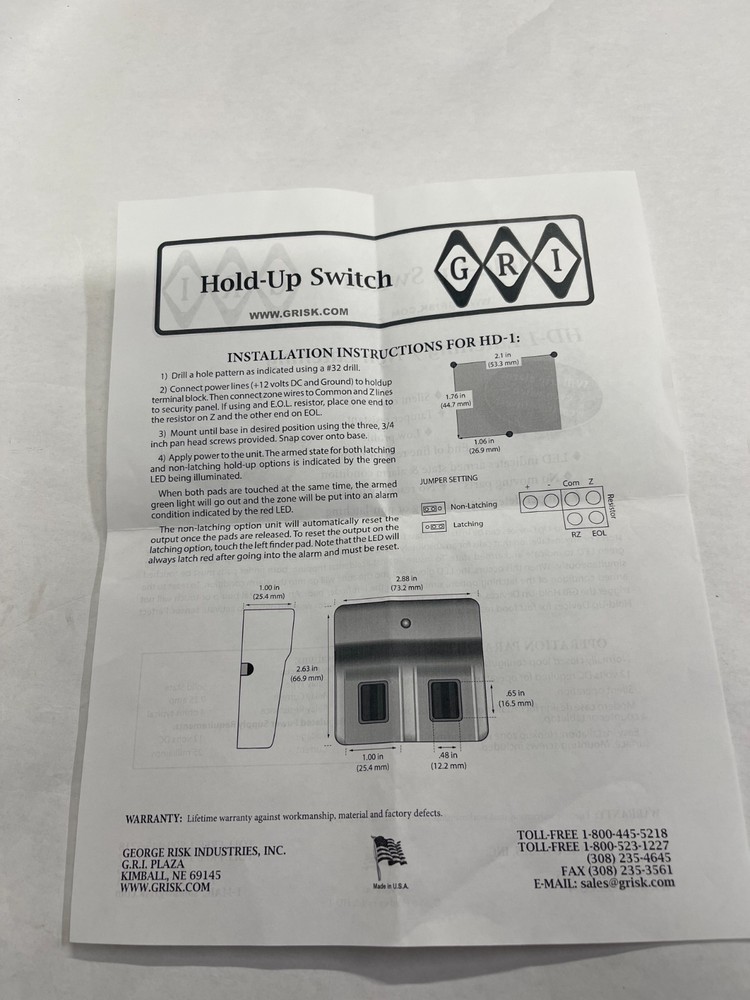 Hold-Up Switch
WWW.GRISK.COM
G R I
INSTALLATION INSTRUCTIONS FOR HD-1:
1) Drill a hole pattern as indicated using a #32 drill.
2) Connect power lines (+12 volts DC and Ground) to holdup
terminal block. Then connect zone wires to Common and Z lines
to security panel. If using and E.O.L. resistor, place one end to
the resistor on Z and the other end on EOL.
3) Mount until base in desired position using the three, 3/4
inch pan head screws provided. Snap cover onto base.
4) Apply power to the unit. The armed state for both latching
and non-latching hold-up options is indicated by the green
LED being illuminated.
When both pads are touched at the same time, the armed
green light will go out and the zone will be put into an alarm
condition indicated by the red LED.
The non-latching option unit will automatically reset the
output once the pads are released. To reset the output on the
latching option, touch the left finder pad. Note that the LED will
always latch red after going into the alarm and must be reset.
2.1 in
(53.3 mm)
1.76 in
(44.7 mm)
1.06 in
(26.9 mm)
JUMPER SETTING
Non-Latching
Latching
+ - Com Z
Resistor
RZ EOL
1.00 in
(25.4 mm)
2.88 in
(73.2 mm)
2.63 in
(66.9 mm)
.65 in
(16.5 mm)
1.00 in
(25.4 mm)
.48 in
(12.2 mm)
WARRANTY: Lifetime warranty against workmanship, material and factory defects.
GEORGE RISK INDUSTRIES, INC.
G.R.I. PLAZA
KIMBALL, NE 69145
WWW.GRISK.COM
Made in U.S.A.
TOLL-FREE 1-800-445-5218
TOLL-FREE 1-800-523-1227
(308) 235-4645
FAX (308) 235-3561
E-MAIL: sales@grisk.com